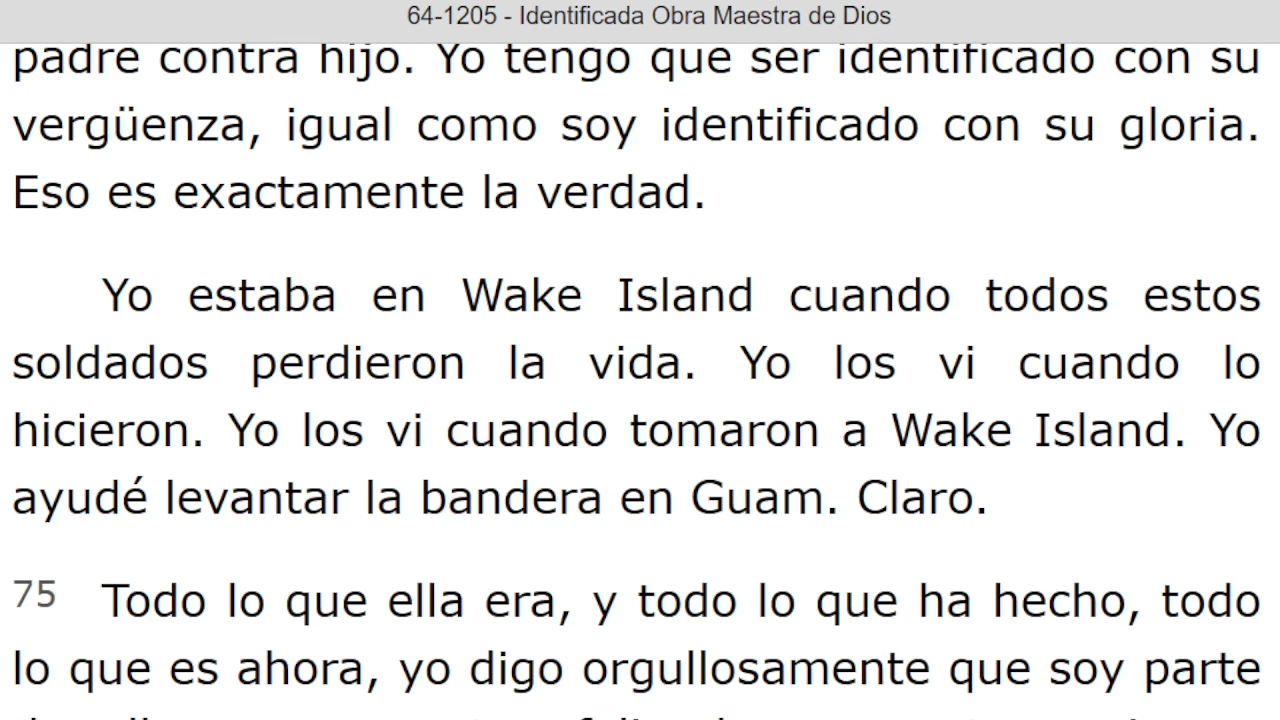 64-1205 - Identificada Obra Maestra de Dios
padre contra hijo. Yo tengo que ser identificado con su
vergüenza, igual como soy identificado con su gloria.
Eso es exactamente la verdad.
Yo estaba en Wake Island cuando todos estos
soldados perdieron la vida. Yo los vi cuando lo
hicieron. Yo los vi cuando tomaron a Wake Island. Yo
ayudé levantar la bandera en Guam. Claro.
75 Todo lo que ella era, y todo lo que ha hecho, todo
lo que es ahora, yo digo orgullosamente que soy parte